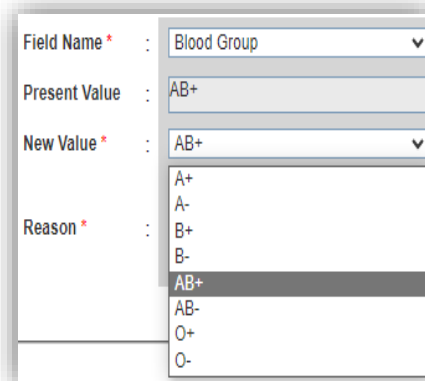 Field Name * : Blood Group
Present Value : AB+
New Value * : AB+
A+
A-
B+
B-
AB+
AB-
O+
O-
Reason * :